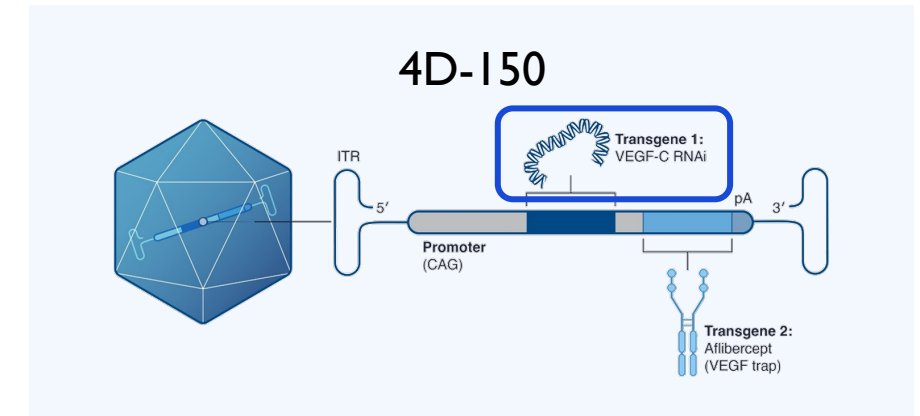 4D-150
Transgene 1:
VEGF-C RNAi
ITR
pA
5′
3′
Promoter
(CAG)
Transgene 2:
Aflibercept
(VEGF trap)